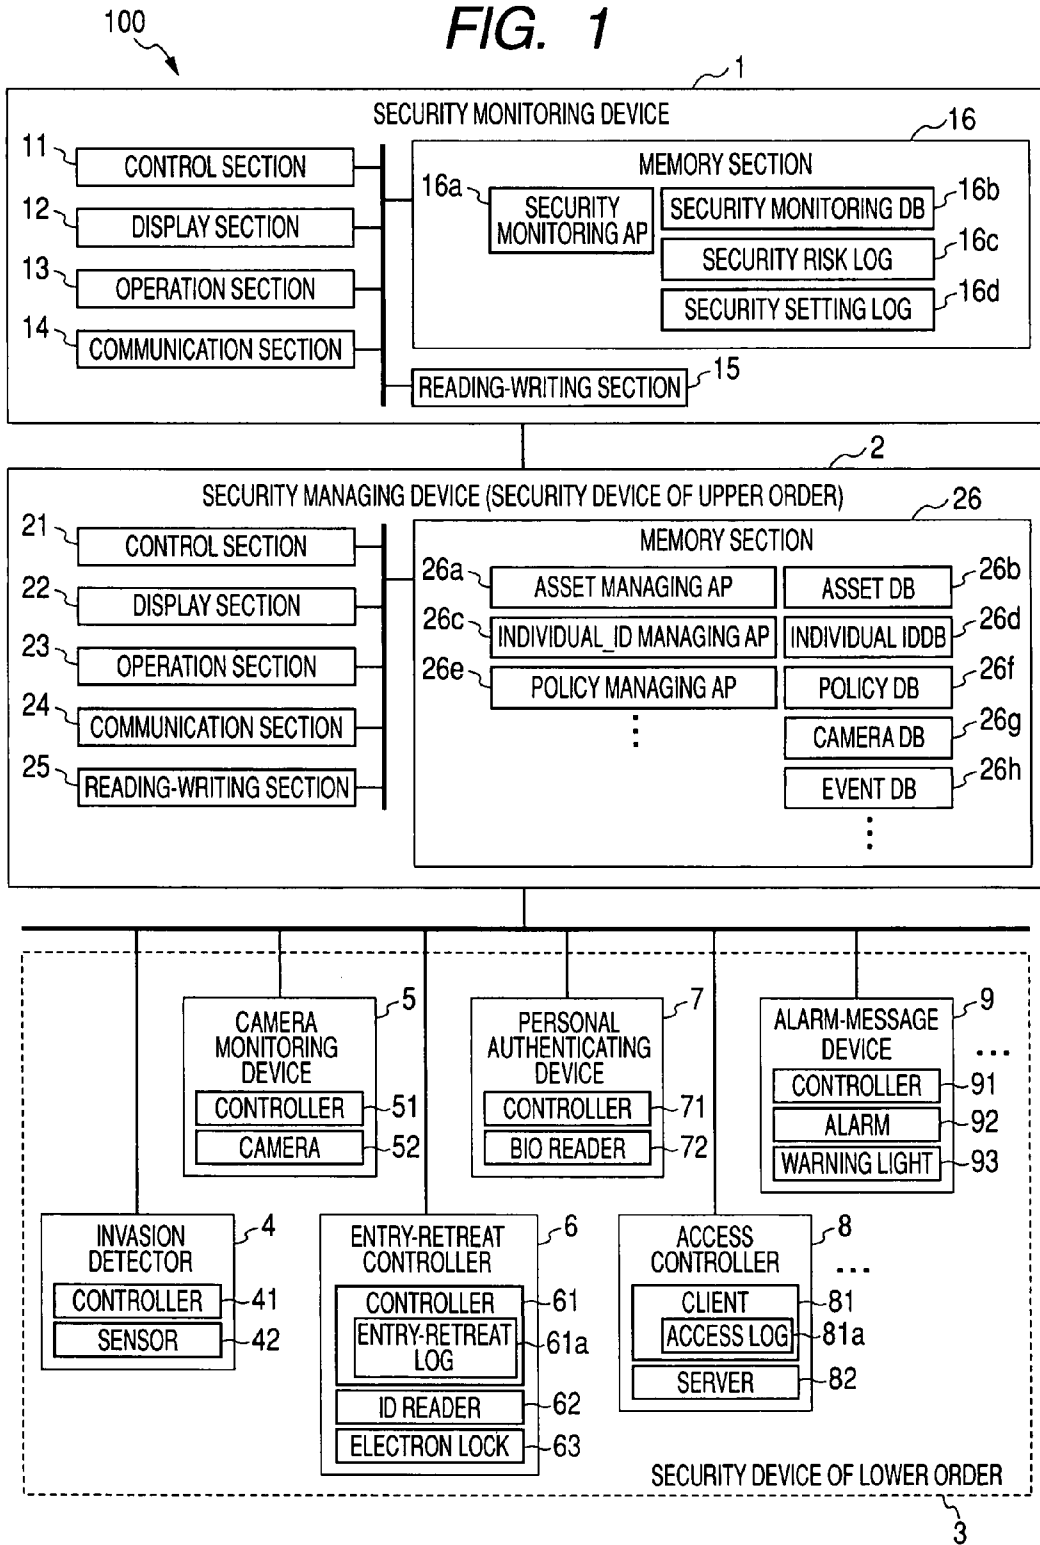 FIG. 1
100
1
SECURITY MONITORING DEVICE
11
CONTROL SECTION
12
DISPLAY SECTION
13
OPERATION SECTION
14
COMMUNICATION SECTION
16
MEMORY SECTION
16a
SECURITY
MONITORING AP
SECURITY MONITORING DB
16b
SECURITY RISK LOG
16c
SECURITY SETTING LOG
16d
READING-WRITING SECTION
15
2
SECURITY MANAGING DEVICE (SECURITY DEVICE OF UPPER ORDER)
21
CONTROL SECTION
22
DISPLAY SECTION
23
OPERATION SECTION
24
COMMUNICATION SECTION
25
READING-WRITING SECTION
26
MEMORY SECTION
26a
ASSET MANAGING AP
ASSET DB
26b
26c
INDIVIDUAL_ID MANAGING AP
INDIVIDUAL IDDB
26d
26e
POLICY MANAGING AP
POLICY DB
26f
CAMERA DB
26g
EVENT DB
26h
5
CAMERA
MONITORING
DEVICE
CONTROLLER
51
CAMERA
52
7
PERSONAL
AUTHENTICATING
DEVICE
CONTROLLER
71
BIO READER
72
9
ALARM-MESSAGE
DEVICE
...
CONTROLLER
91
ALARM
92
WARNING LIGHT
93
4
INVASION
DETECTOR
CONTROLLER
41
SENSOR
42
6
ENTRY-RETREAT
CONTROLLER
CONTROLLER
61
ENTRY-RETREAT
LOG
61a
ID READER
62
ELECTRON LOCK
63
8
ACCESS
CONTROLLER
...
CLIENT
81
ACCESS LOG
81a
SERVER
82
SECURITY DEVICE OF LOWER ORDER
3